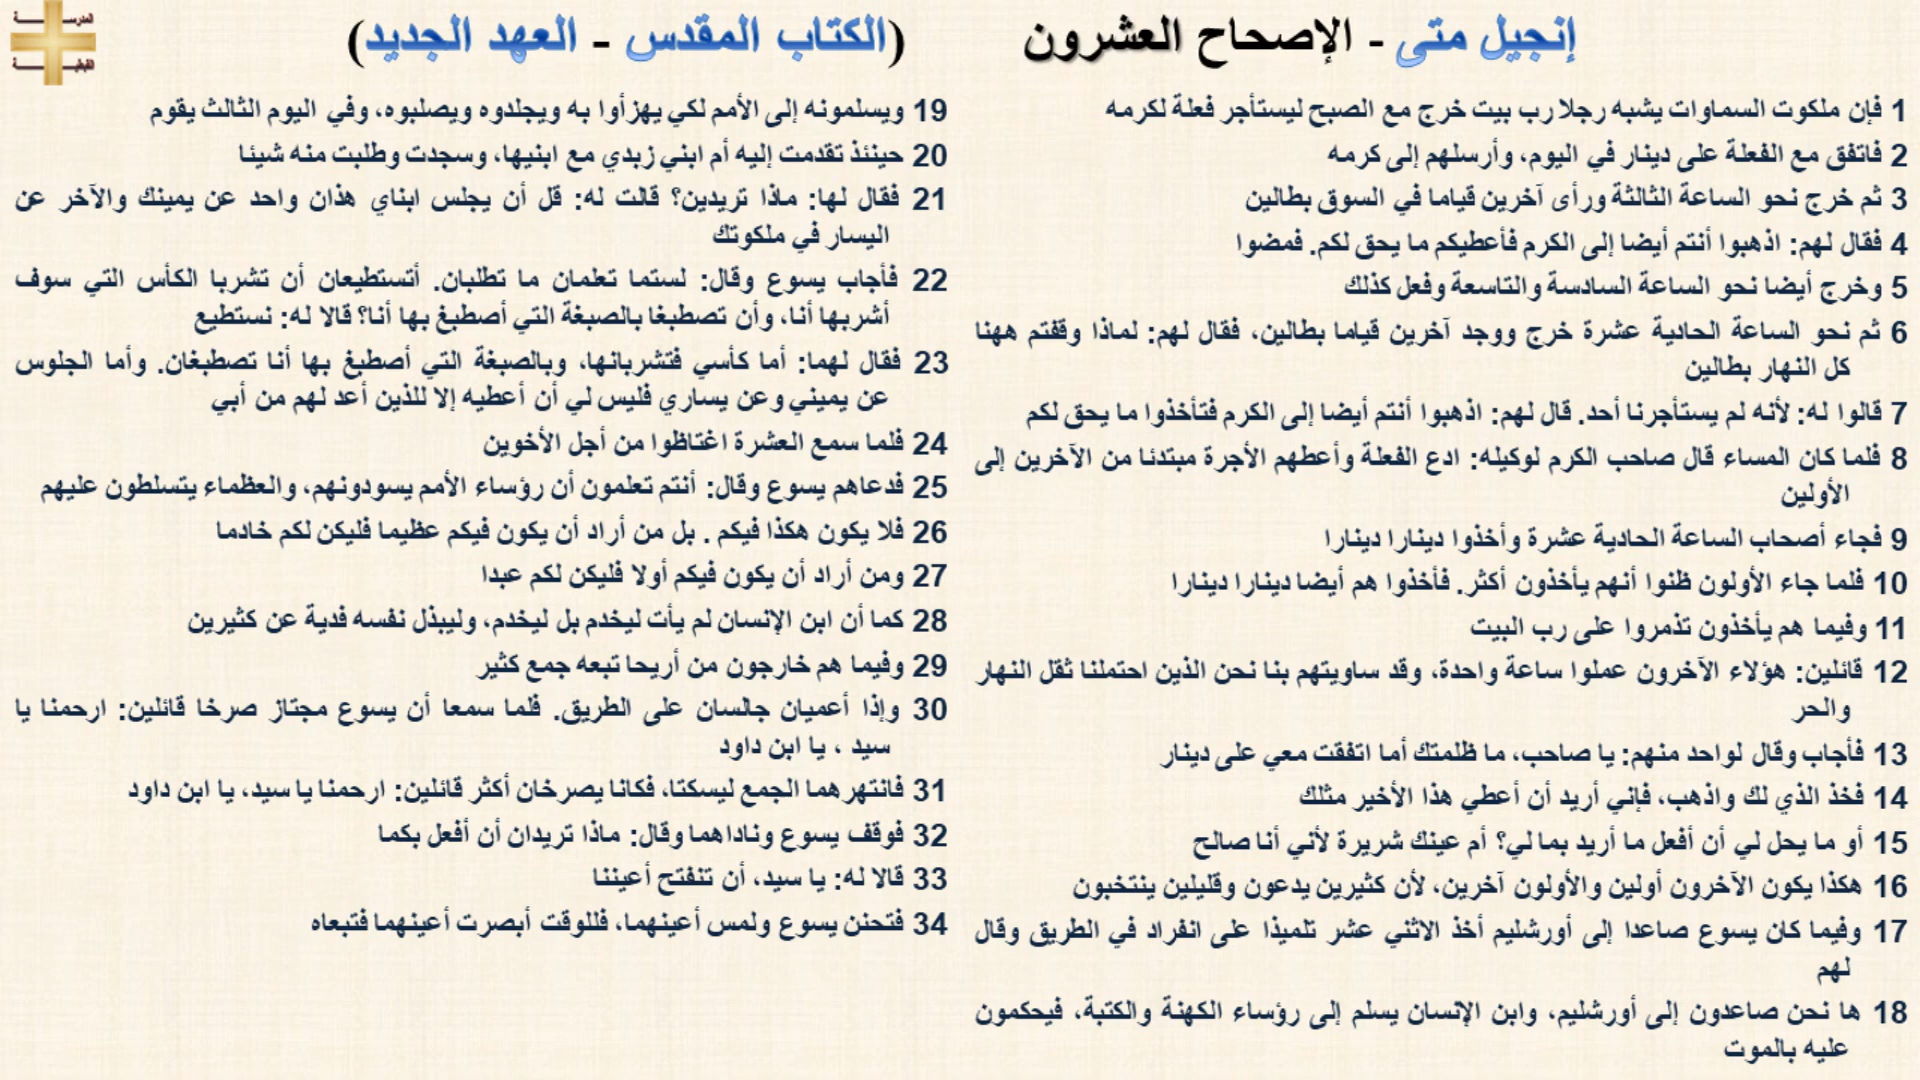 إنجيل متى - الإصحاح العشرون (الكتاب المقدس - العهد الجديد)
1 فإن ملكوت السماوات يشبه رجلا رب بيت خرج مع الصبح ليستأجر فعلة لكرمه
2 فاتفق مع الفعلة على دينار في اليوم، وأرسلهم إلى كرمه
3 ثم خرج نحو الساعة الثالثة ورأى آخرين قياما في السوق بطالين
4 فقال لهم: اذهبوا أنتم أيضا إلى الكرم فأعطيكم ما يحق لكم. فمضوا
5 وخرج أيضا نحو الساعة السادسة والتاسعة وفعل كذلك
6 ثم نحو الساعة الحادية عشرة خرج ووجد آخرين قياما بطالين، فقال لهم: لماذا وقفتم ههنا
كل النهار بطالين
7 قالوا له: لأنه لم يستأجرنا أحد. قال لهم: اذهبوا أنتم أيضا إلى الكرم فتأخذوا ما يحق لكم
8 فلما كان المساء قال صاحب الكرم لوكيله: ادع الفعلة وأعطهم الأجرة مبتدئا من الآخرين إلى
الأولين
9 فجاء أصحاب الساعة الحادية عشرة وأخذوا دينارا دينارا
10 فلما جاء الأولون ظنوا أنهم يأخذون أكثر. فأخذوا هم أيضا دينارا دينارا
11 وفيما هم يأخذون تذمروا على رب البيت
12 قائلين: هؤلاء الآخرون عملوا ساعة واحدة، وقد ساويتهم بنا نحن الذين احتملنا ثقل النهار
والحر
13 فأجاب وقال لواحد منهم: يا صاحب، ما ظلمتك أما اتفقت معي على دينار
14 فخذ الذي لك واذهب، فإني أريد أن أعطي هذا الأخير مثلك
15 أو ما يحل لي أن أفعل ما أريد بما لي؟ أم عينك شريرة لأني أنا صالح
16 هكذا يكون الآخرون أولين والأولون آخرين، لأن كثيرين يدعون وقليلين ينتخبون
17 وفيما كان يسوع صاعدا إلى أورشليم أخذ الاثني عشر تلميذا على انفراد في الطريق وقال
لهم
18 ها نحن صاعدون إلى أورشليم، وابن الإنسان يسلم إلى رؤساء الكهنة والكتبة، فيحكمون
عليه بالموت
19 ويسلمونه إلى الأمم لكي يهزأوا به ويجلدوه ويصلبوه، وفي اليوم الثالث يقوم
20 حينئذ تقدمت إليه أم ابني زبدي مع ابنيها، وسجدت وطلبت منه شيئا
21 فقال لها: ماذا تريدين؟ قالت له: قل أن يجلس ابناي هذان واحد عن يمينك والآخر عن
اليسار في ملكوتك
22 فأجاب يسوع وقال: لستما تعلمان ما تطلبان. أتستطيعان أن تشربا الكأس التي سوف
أشربها أنا، وأن تصطبغا بالصبغة التي أصطبغ بها أنا؟ قالا له: نستطيع
23 فقال لهما: أما كأسي فتشربانها، وبالصبغة التي أصطبغ بها أنا تصطبغان. وأما الجلوس
عن يميني وعن يساري فليس لي أن أعطيه إلا للذين أعد لهم من أبي
24 فلما سمع العشرة اغتاظوا من أجل الأخوين
25 فدعاهم يسوع وقال: أنتم تعلمون أن رؤساء الأمم يسودونهم، والعظماء يتسلطون عليهم
26 فلا يكون هكذا فيكم . بل من أراد أن يكون فيكم عظيما فليكن لكم خادما
27 ومن أراد أن يكون فيكم أولا فليكن لكم عبدا
28 كما أن ابن الإنسان لم يأت ليخدم بل ليخدم، وليبذل نفسه فدية عن كثيرين
29 وفيما هم خارجون من أريحا تبعه جمع كثير
30 وإذا أعميان جالسان على الطريق. فلما سمعا أن يسوع مجتاز صرخا قائلين: ارحمنا يا
سيد ، يا ابن داود
31 فانتهرهما الجمع ليسكتا، فكانا يصرخان أكثر قائلين: ارحمنا يا سيد، يا ابن داود
32 فوقف يسوع وناداهما وقال: ماذا تريدان أن أفعل بكما
33 قالا له: يا سيد، أن تنفتح أعيننا
34 فتحنن يسوع ولمس أعينهما، فللوقت أبصرت أعينهما فتبعاه